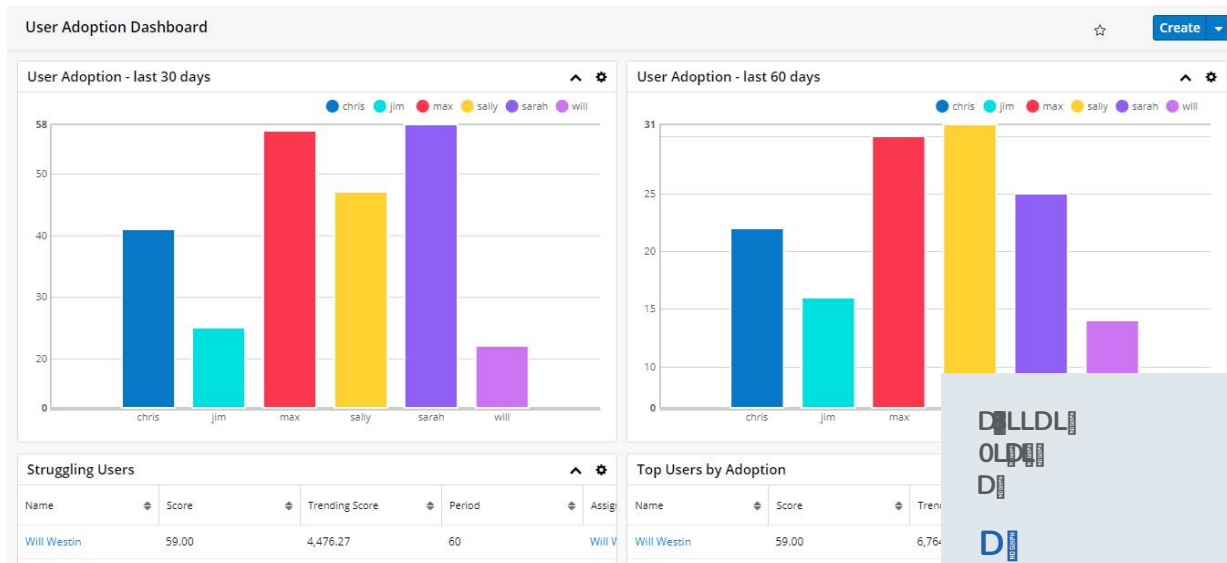 User Adoption Dashboard
Create
User Adoption - last 30 days
chris jim max sally sarah will
58
50
40
30
20
0
chris jim max sally sarah will
User Adoption - last 60 days
chris jim max sally sarah will
31
25
20
15
10
0
chris jim max
Struggling Users
Name Score Trending Score Period
Will Westin 59.00 4,476.27 60 Will
Top Users by Adoption
Name Score
Will Westin 59.00